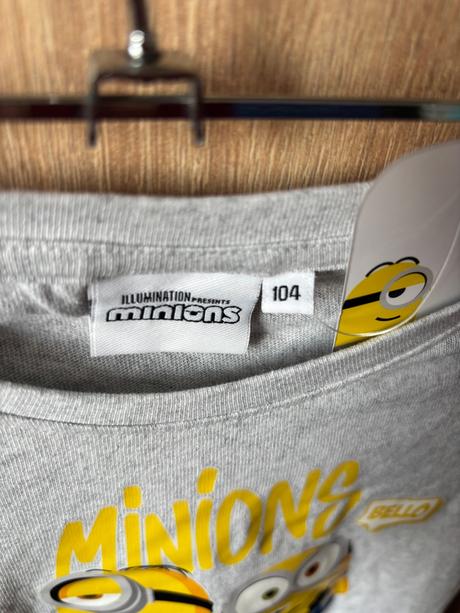 ILLUMINATION PRESENTS
minions
104
MINIONS
BELLO